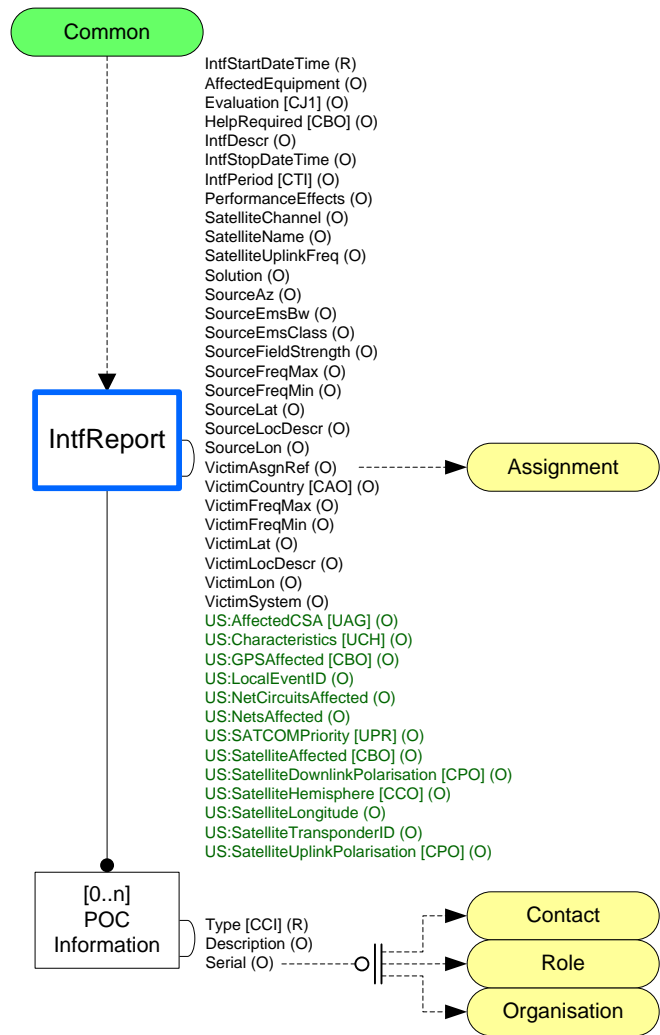 Common
IntfStartDateTime (R)
AffectedEquipment (O)
Evaluation [CJ1] (O)
HelpRequired [CBO] (O)
IntfDescr (O)
IntfStopDateTime (O)
IntfPeriod [CTI] (O)
PerformanceEffects (O)
SatelliteChannel (O)
SatelliteName (O)
SatelliteUplinkFreq (O)
Solution (O)
SourceAz (O)
SourceEmsBw (O)
SourceEmsClass (O)
SourceFieldStrength (O)
SourceFreqMax (O)
SourceFreqMin (O)
SourceLat (O)
SourceLocDescr (O)
SourceLon (O)
VictimAsgnRef (O)
VictimCountry [CAO] (O)
VictimFreqMax (O)
VictimFreqMin (O)
VictimLat (O)
VictimLocDescr (O)
VictimLon (O)
VictimSystem (O)
US:AffectedCSA [UAG] (O)
US:Characteristics [UCH] (O)
US:GPSAffected [CBO] (O)
US:LocalEventID (O)
US:NetCircuitsAffected (O)
US:NetsAffected (O)
US:SATCOMPriority [UPR] (O)
US:SatelliteAffected [CBO] (O)
US:SatelliteDownlinkPolarisation [CPO] (O)
US:SatelliteHemisphere [CCO] (O)
US:SatelliteLongitude (O)
US:SatelliteTransponderID (O)
US:SatelliteUplinkPolarisation [CPO] (O)
IntfReport
Assignment
[0..n]
POC
Information
Type [CCI] (R)
Description (O)
Serial (O)
Contact
Role
Organisation